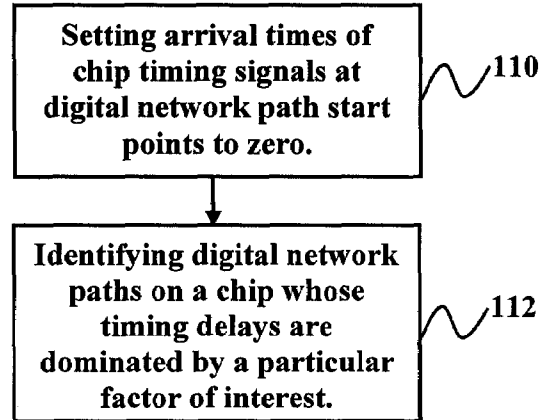 Setting arrival times of
chip timing signals at
digital network path start
points to zero.
110
Identifying digital network
paths on a chip whose
timing delays are
dominated by a particular
factor of interest.
112